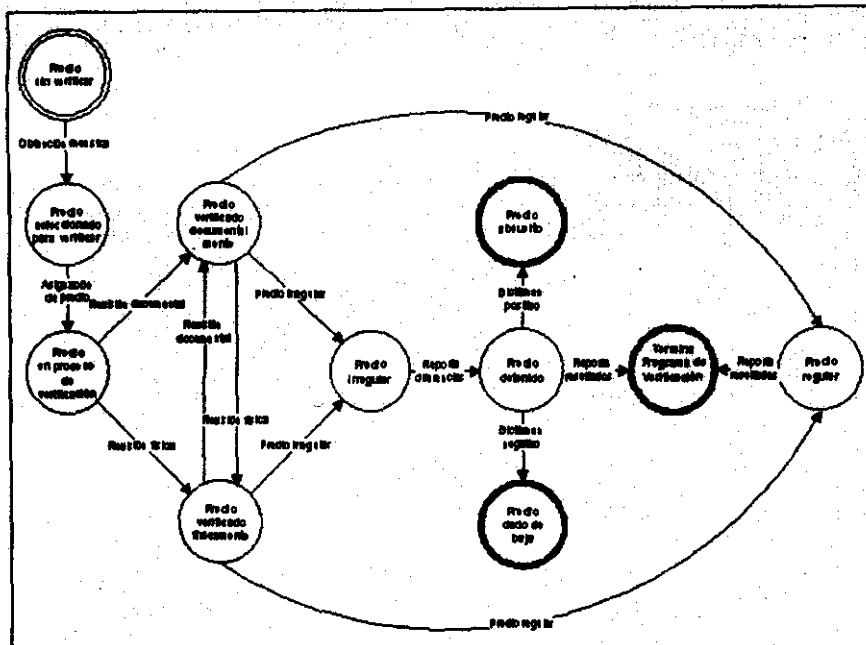 Predio
sin verificar
Predio
seleccionado
para verificar
Asignación
de predio
Predio
en proceso
de
verificación
Revisión documental
Revisión física
Predio
verificado
documental
mente
Revisión
documental
Revisión física
Predio
verificado
físicamente
Predio irregular
Predio irregular
Predio
irregular
Reporta
Predio
detenido
Dictamen
positivo
Predio
absuelto
Dictamen
negativo
Predio
dado de
baja
Reporta
resultados
Termina
Programa de
Verificación
Reporta
resultados
Predio
regular
Predio regular
Predio regular